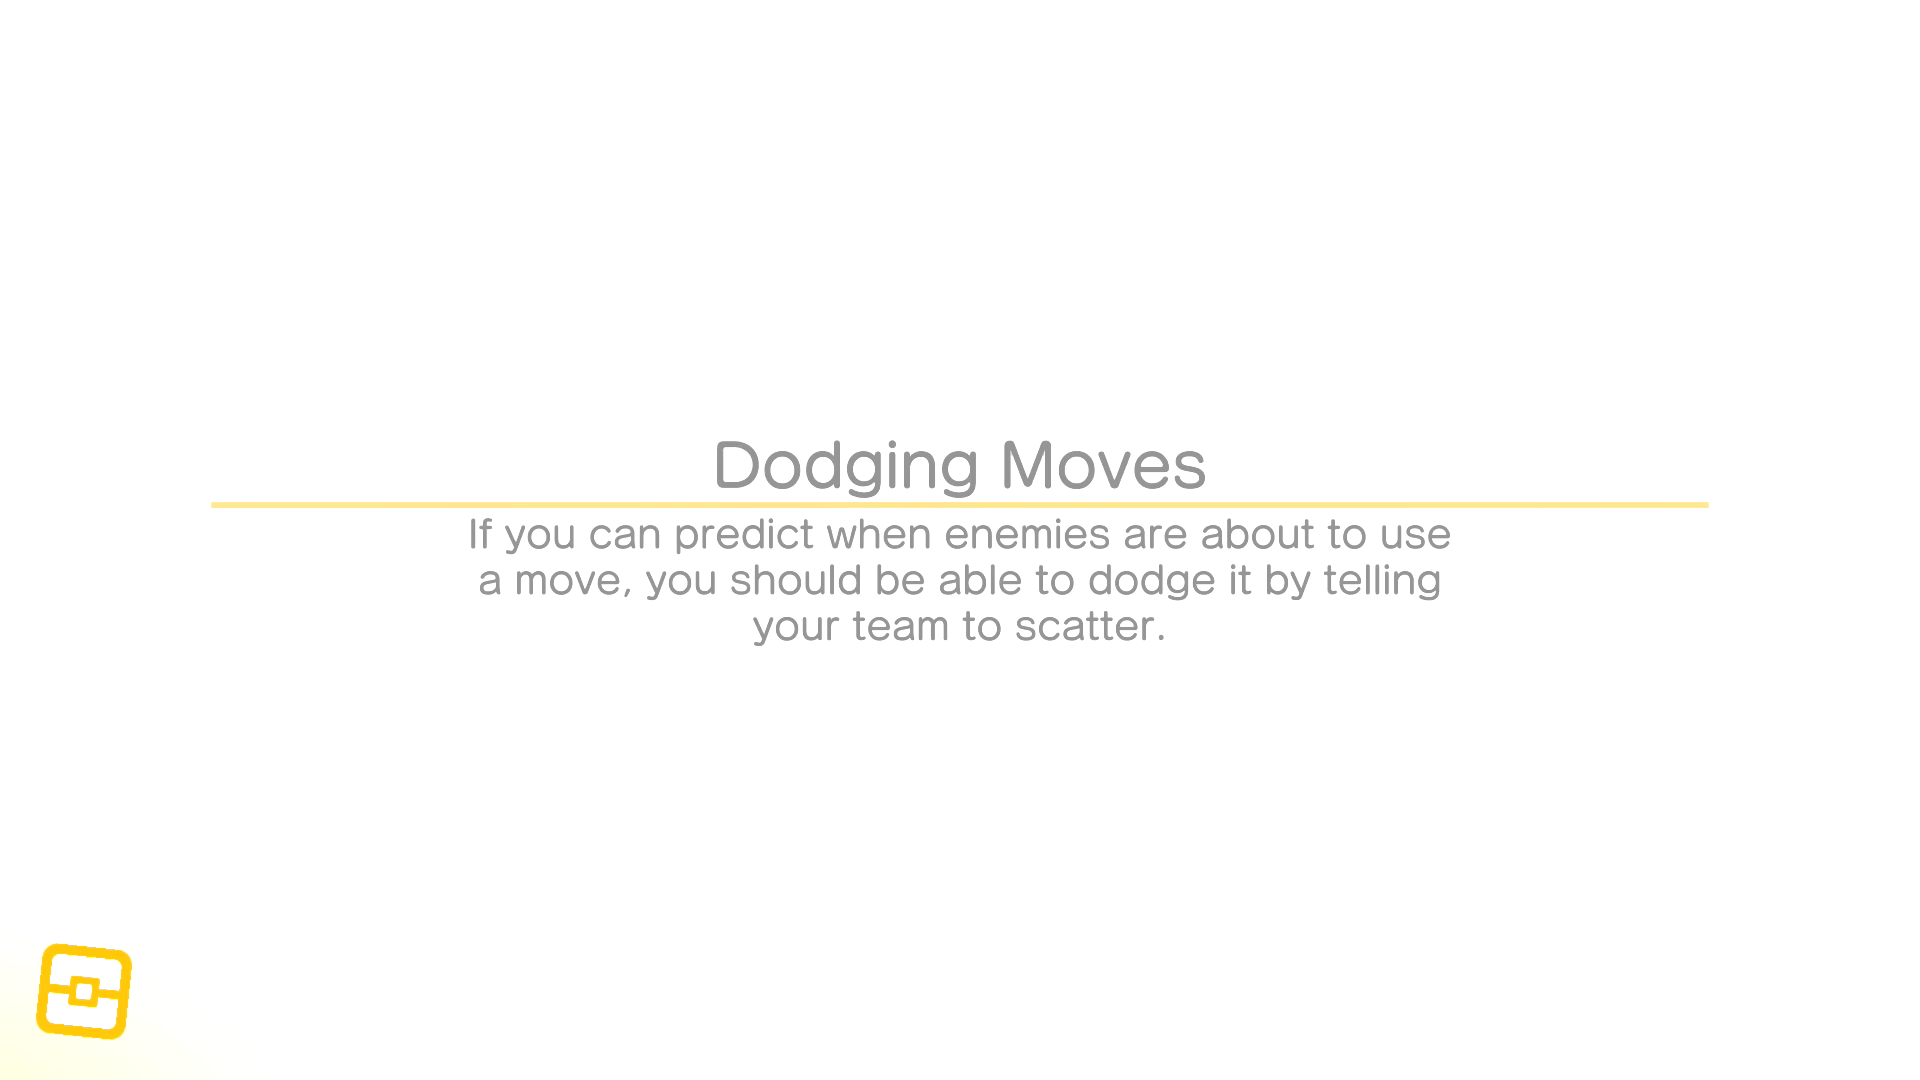 Dodging Moves
If you can predict when enemies are about to use
a move, you should be able to dodge it by telling
your team to scatter.